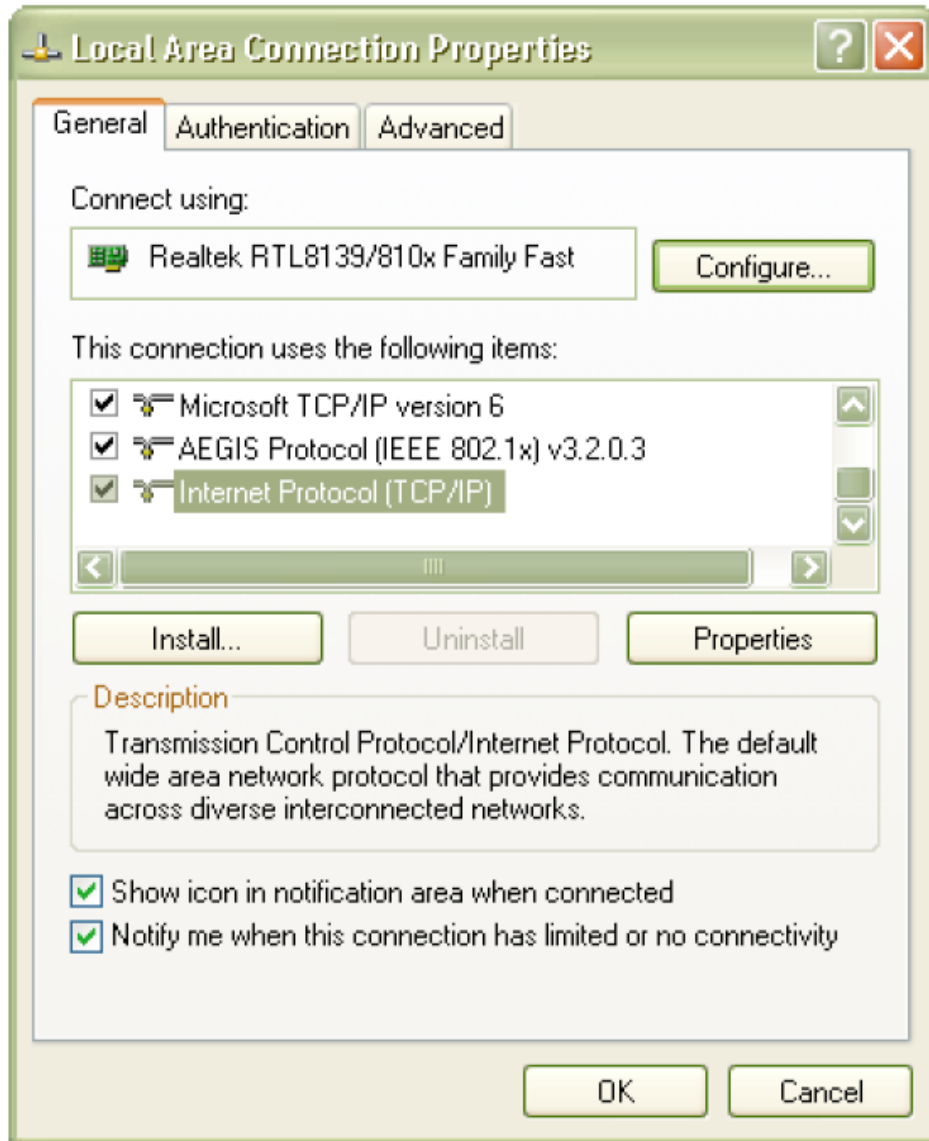 Local Area Connection Properties
General Authentication Advanced
Connect using:
Realtek RTL8139/810x Family Fast
Configure...
This connection uses the following items:
Microsoft TCP/IP version 6
AEGIS Protocol (IEEE 802.1x) v3.2.0.3
Internet Protocol (TCP/IP)
Install... Uninstall Properties
Description
Transmission Control Protocol/Internet Protocol. The default
wide area network protocol that provides communication
across diverse interconnected networks.
Show icon in notification area when connected
Notify me when this connection has limited or no connectivity
OK Cancel